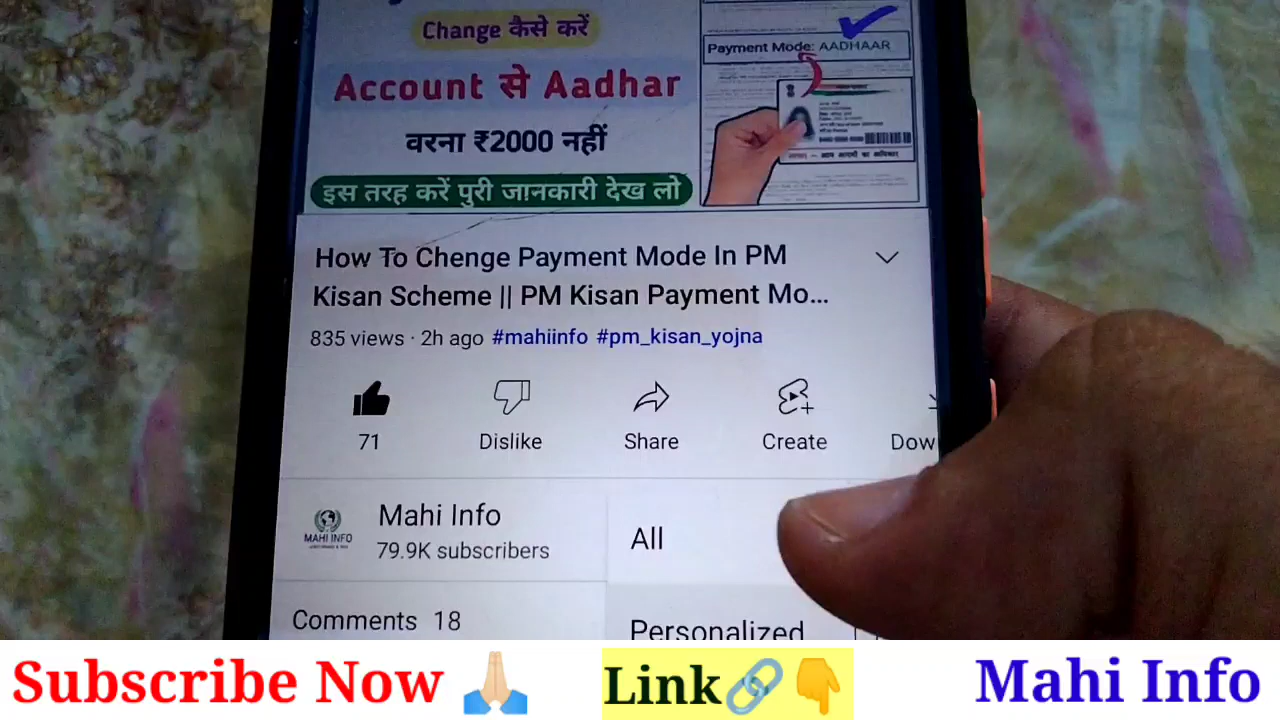 Change कैसे करें
Account से Aadhar
वरना ₹2000 नहीं
इस तरह करें पुरी जानकारी देख लो
Payment Mode: AADHAAR
How To Chenge Payment Mode In PM
Kisan Scheme || PM Kisan Payment Mo...
835 views · 2h ago #mahiinfo #pm_kisan_yojna
71
Dislike
Share
Create
Dow
MAHI INFO
Mahi Info
79.9K subscribers
All
Comments 18
Personalized
Subscribe Now
Link
Mahi Info